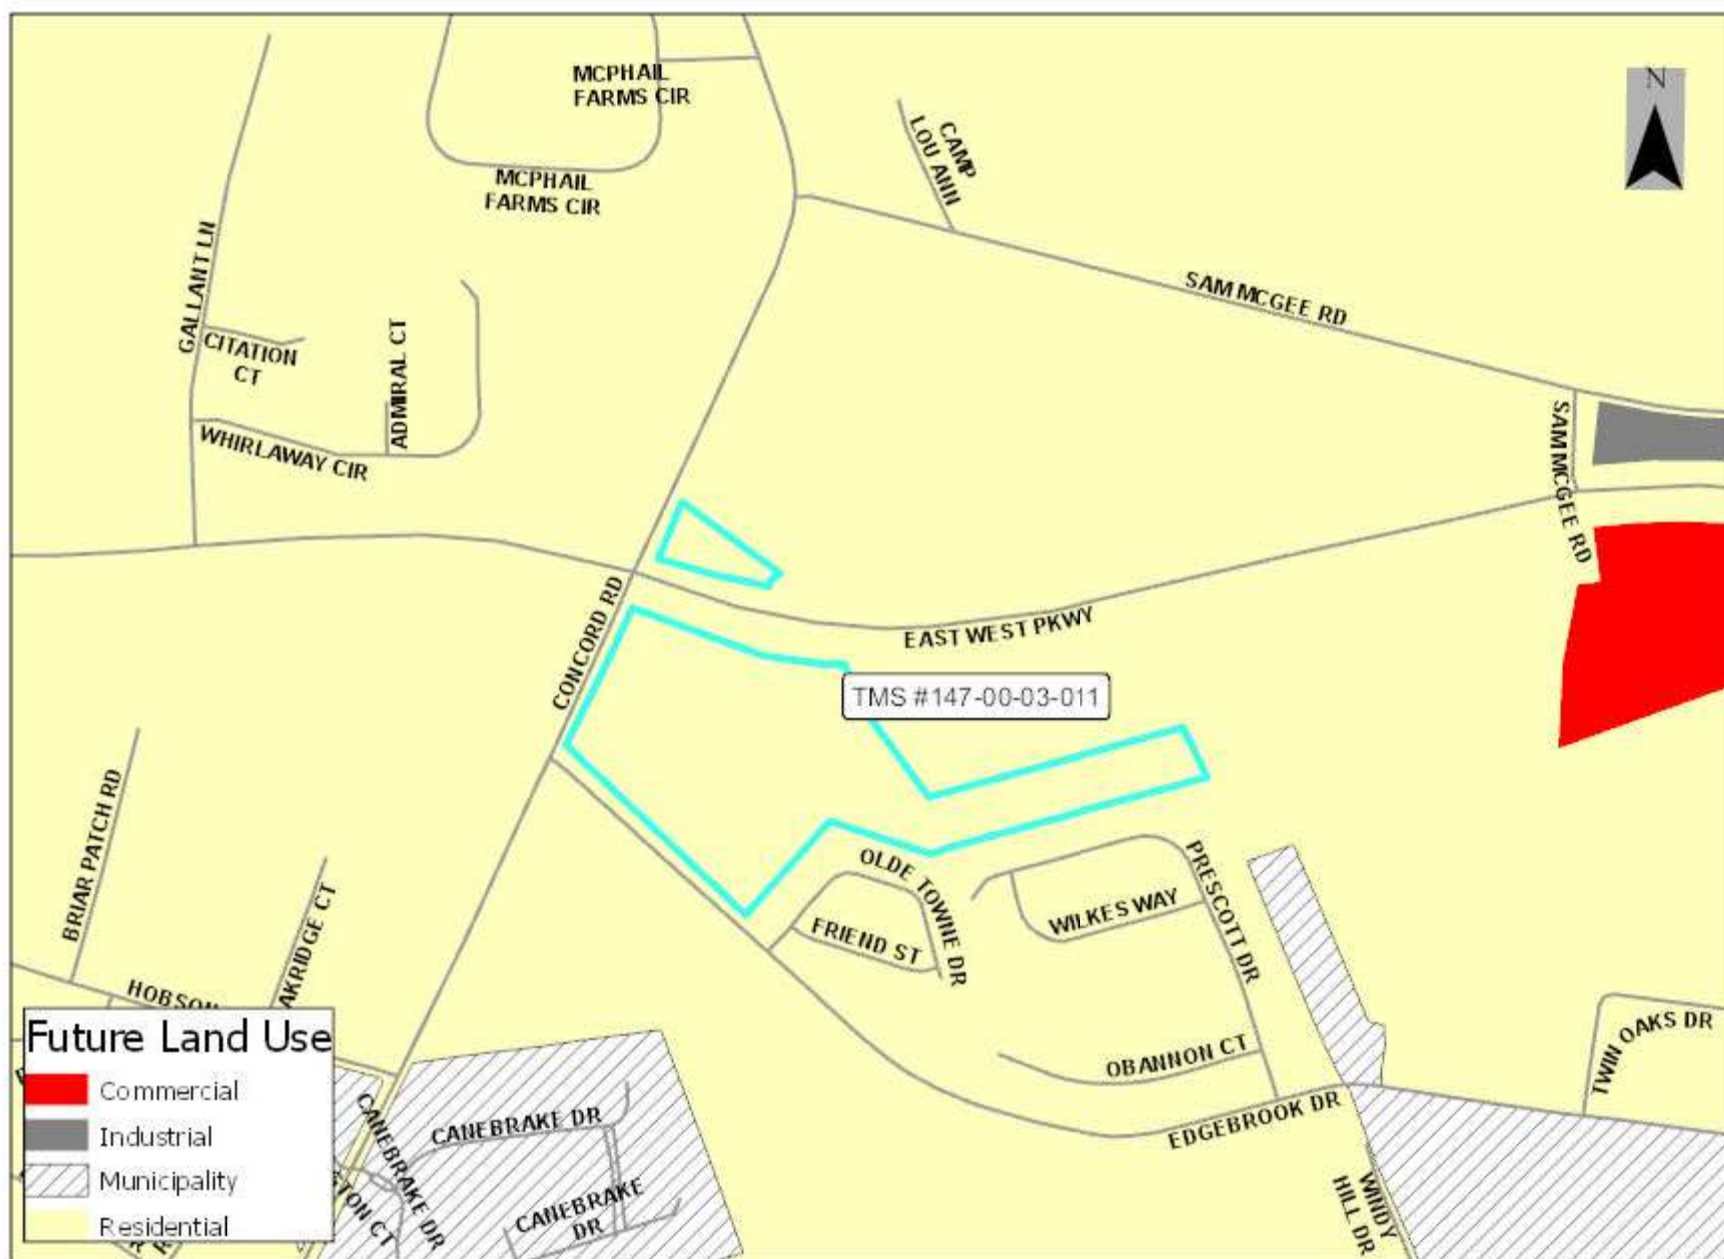 MCPHAIL
FARMS CIR
N
CAMP
LOU ANN
MCPHAIL
FARMS CIR
GALLANT LN
SAM MCGEE RD
CITATION
CT
ADMIRAL CT
WHIRLAWAY CIR
SAM MCGEE RD
CONCORD RD
EAST WEST PKWY
TMS #147-00-03-011
BRIAR PATCH RD
OLDE TOWNE DR
PRESCOTT DR
WILKES WAY
FRIEND ST
AKRIDGE CT
HOBSON
TWIN OAKS DR
OBANNON CT
EDGEBROOK DR
CANEBRAKE DR
CANEBRAKE DR
CANEBRAKE
DR
TON CT
WINDY
HILL DR
Future Land Use
Commercial
Industrial
Municipality
Residential